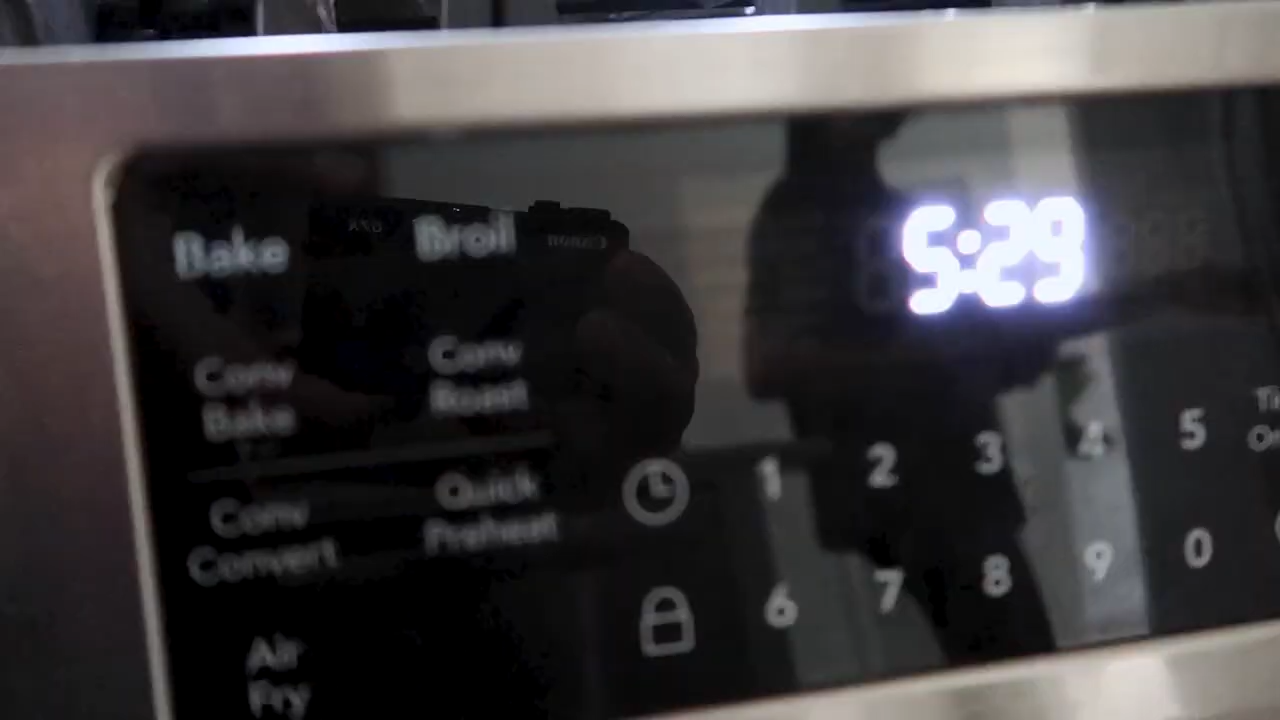 5:29
Bake
Broil
Conv
Bake
Conv
Roast
1 2 3 4 5
Conv
Convert
Quick
Preheat
6 7 8 9 0
Air
Fry